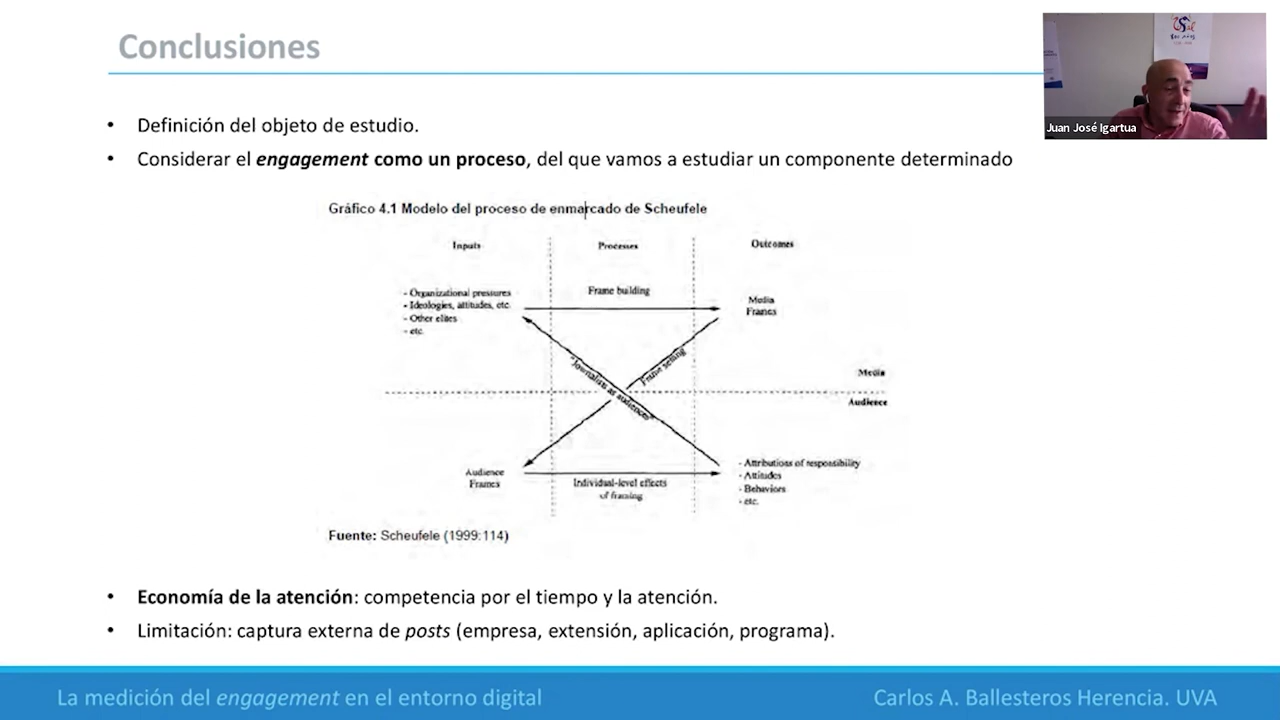 Conclusiones
Juan José Igartua
• Definición del objeto de estudio.
• Considerar el engagement como un proceso, del que vamos a estudiar un componente determinado
Gráfico 4.1 Modelo del proceso de enmarcado de Scheufele
Inputs
Processes
Outcomes
- Organizational pressures
- Ideologies, attitudes, etc.
- Other elites
- etc.
Frame building
Media
Frames
"Journalists as audiences"
Frame setting
Media
Audience
Audience
Frames
Individual-level effects
of framing
- Attributions of responsibility
- Attitudes
- Behaviors
- etc.
Fuente: Scheufele (1999:114)
• Economía de la atención: competencia por el tiempo y la atención.
• Limitación: captura externa de posts (empresa, extensión, aplicación, programa).
La medición del engagement en el entorno digital
Carlos A. Ballesteros Herencia. UVA